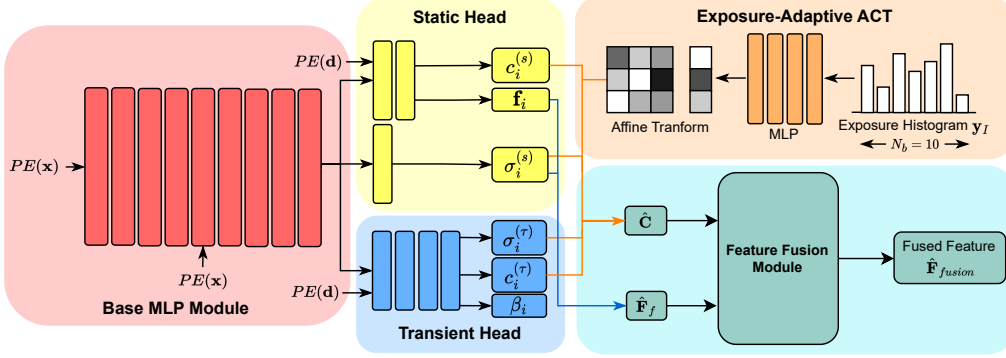 Static Head
Exposure-Adaptive ACT
PE(d)
c_i^{(s)}
f_i
σ_i^{(s)}
Affine Tranform
MLP
Exposure Histogram y_I
N_b = 10
PE(x)
PE(x)
Base MLP Module
PE(d)
σ_i^{(τ)}
c_i^{(τ)}
β_i
Transient Head
Ĉ
F̂_f
Feature Fusion
Module
Fused Feature
F̂_{fusion}